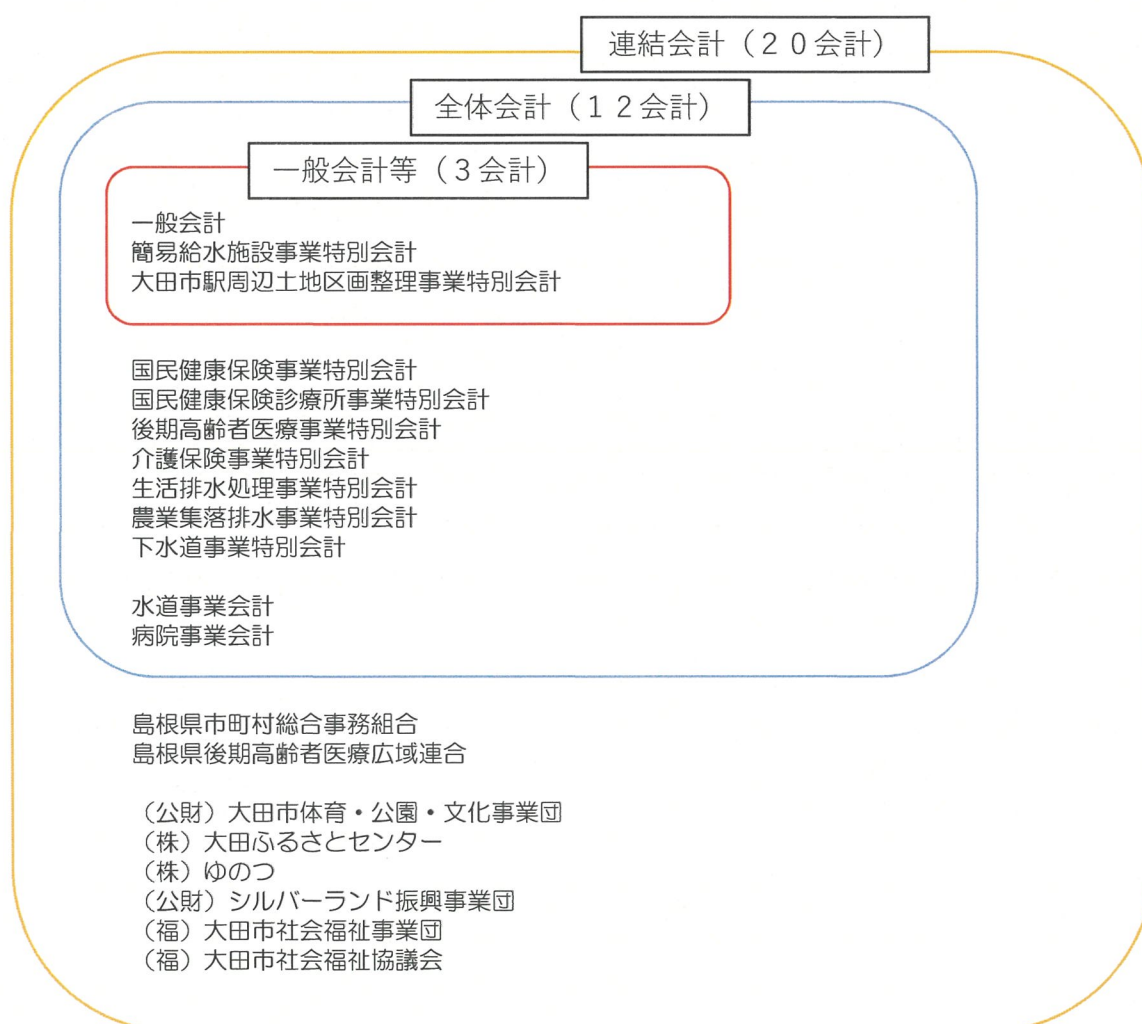 連結会計（２０会計）
全体会計（１２会計）
一般会計等（３会計）
一般会計
簡易給水施設事業特別会計
大田市駅周辺土地区画整理事業特別会計
国民健康保険事業特別会計
国民健康保険診療所事業特別会計
後期高齢者医療事業特別会計
介護保険事業特別会計
生活排水処理事業特別会計
農業集落排水事業特別会計
下水道事業特別会計
水道事業会計
病院事業会計
島根県市町村総合事務組合
島根県後期高齢者医療広域連合
（公財）大田市体育・公園・文化事業団
（株）大田ふるさとセンター
（株）ゆのつ
（公財）シルバーランド振興事業団
（福）大田市社会福祉事業団
（福）大田市社会福祉協議会